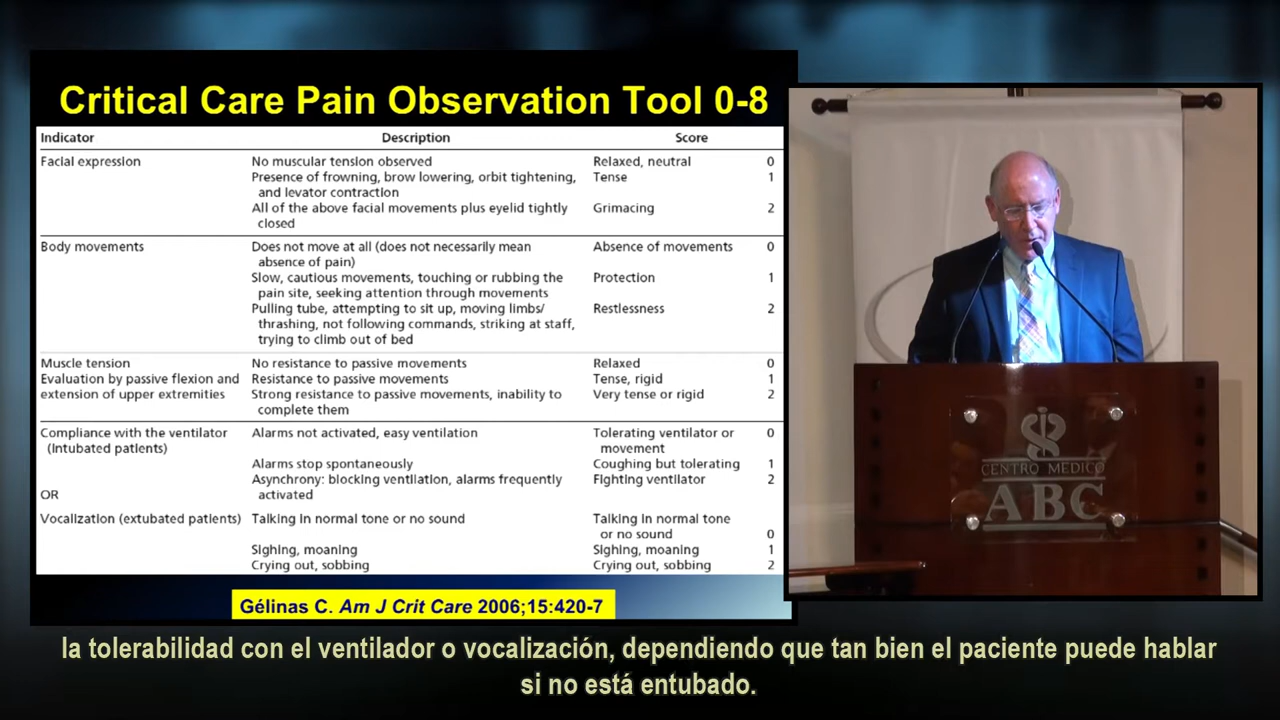 Critical Care Pain Observation Tool 0-8
Indicator Description Score
Facial expression No muscular tension observed Relaxed, neutral 0
Presence of frowning, brow lowering, orbit tightening, Tense 1
and levator contraction
All of the above facial movements plus eyelid tightly Grimacing 2
closed
Body movements Does not move at all (does not necessarily mean Absence of movements 0
absence of pain)
Slow, cautious movements, touching or rubbing the Protection 1
pain site, seeking attention through movements
Pulling tube, attempting to sit up, moving limbs/ Restlessness 2
thrashing, not following commands, striking at staff,
trying to climb out of bed
Muscle tension No resistance to passive movements Relaxed 0
Evaluation by passive flexion and Resistance to passive movements Tense, rigid 1
extension of upper extremities Strong resistance to passive movements, inability to Very tense or rigid 2
complete them
Compliance with the ventilator Alarms not activated, easy ventilation Tolerating ventilator or 0
(intubated patients) movement
Alarms stop spontaneously Coughing but tolerating 1
Asynchrony: blocking ventilation, alarms frequently Fighting ventilator 2
OR activated
Vocalization (extubated patients) Talking in normal tone or no sound Talking in normal tone
or no sound 0
Sighing, moaning Sighing, moaning 1
Crying out, sobbing Crying out, sobbing 2
Gélinas C. Am J Crit Care 2006;15:420-7
CENTRO MEDICO
ABC
la tolerabilidad con el ventilador o vocalización, dependiendo que tan bien el paciente puede hablar
si no está entubado.